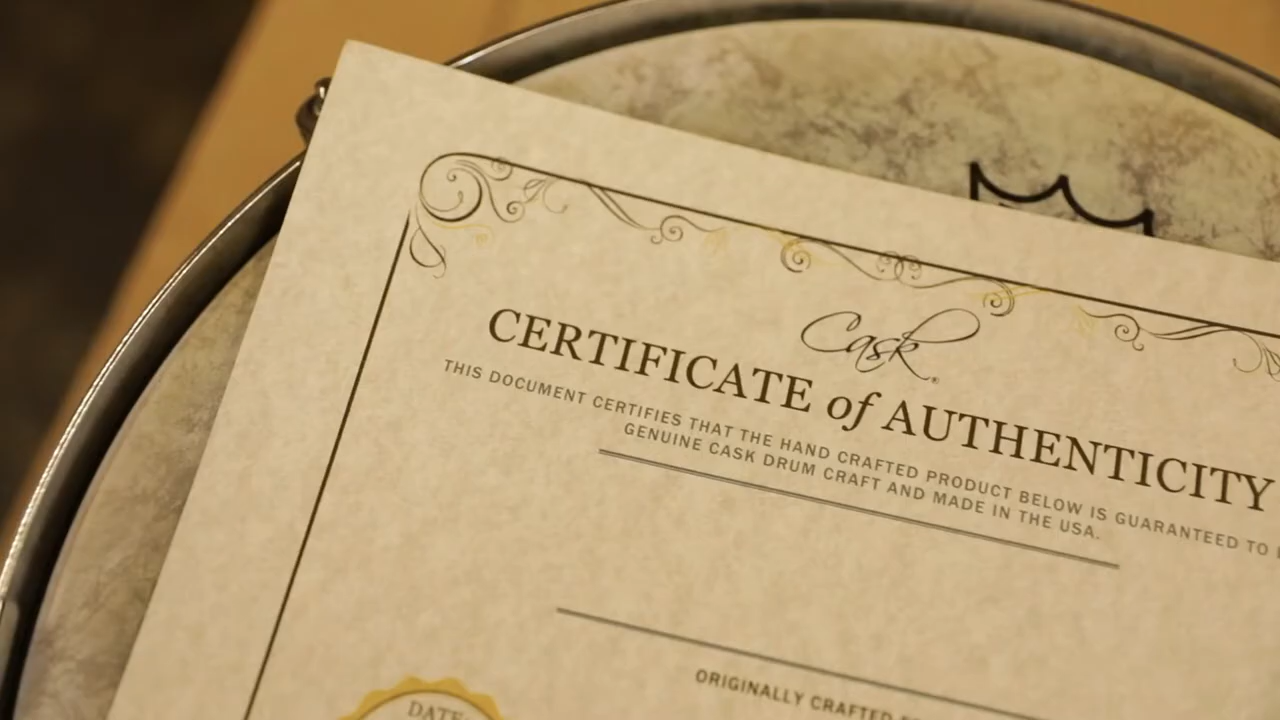 Cask
CERTIFICATE of AUTHENTICITY
THIS DOCUMENT CERTIFIES THAT THE HAND CRAFTED PRODUCT BELOW IS GUARANTEED TO
GENUINE CASK DRUM CRAFT AND MADE IN THE USA.
ORIGINALLY CRAFTED
DATE